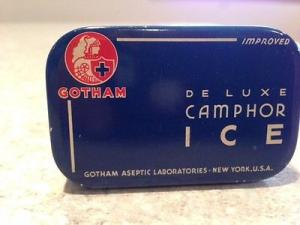 IMPROVED
GOTHAM
DE LUXE
CAMPHOR
ICE
GOTHAM ASEPTIC LABORATORIES - NEW YORK, U.S.A.